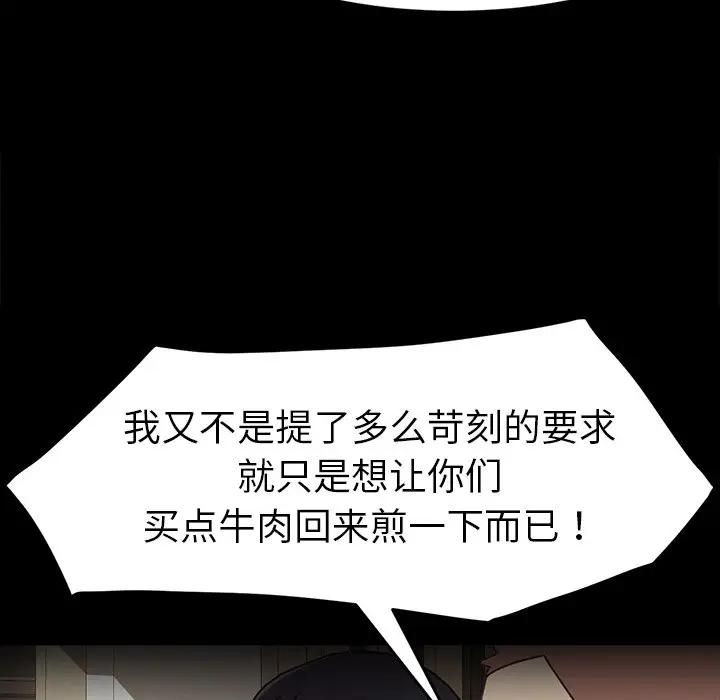 我又不是提了多么苛刻的要求
就只是想让你们
买点牛肉回来煎一下而已！